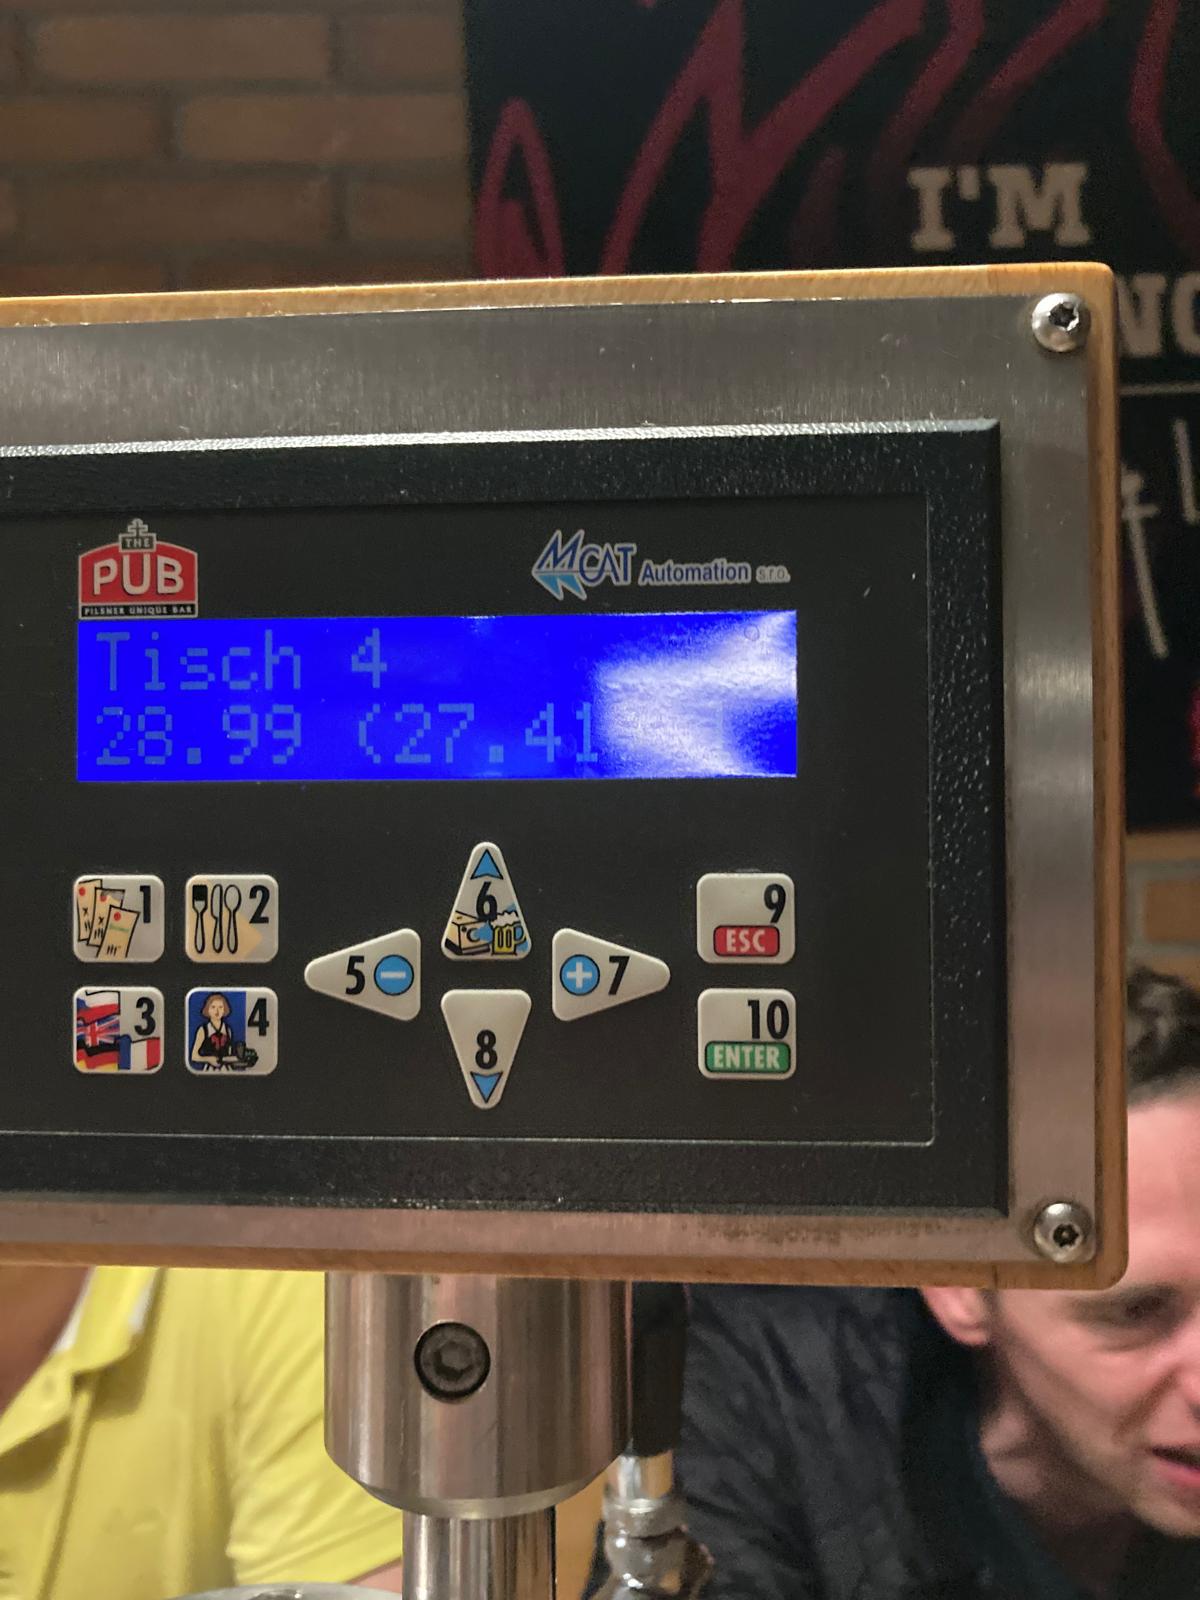 I'M
THE
PUB
PILSNER UNIQUE BAR
MCAT Automation s.r.o.
Tisch 4
28.99 (27.41
1
2
3
4
5 −
6
+ 7
8
9
ESC
10
ENTER